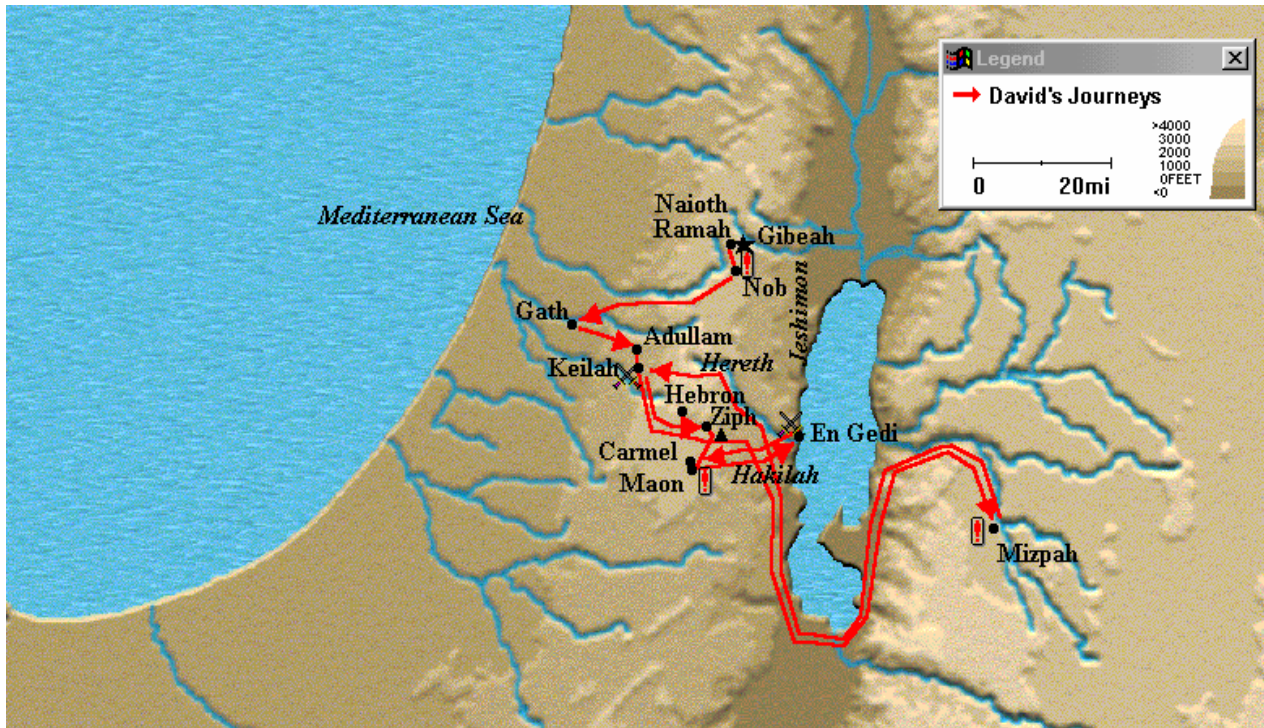 Legend
David's Journeys
>4000
3000
2000
1000
0FEET
<0
0 20mi
Mediterranean Sea
Naioth
Ramah
Gibeah
Nob
Jeshimon
Gath
Adullam
Keilah
Hereth
Hebron
Ziph
En Gedi
Carmel
Maon
Hakilah
Mizpah